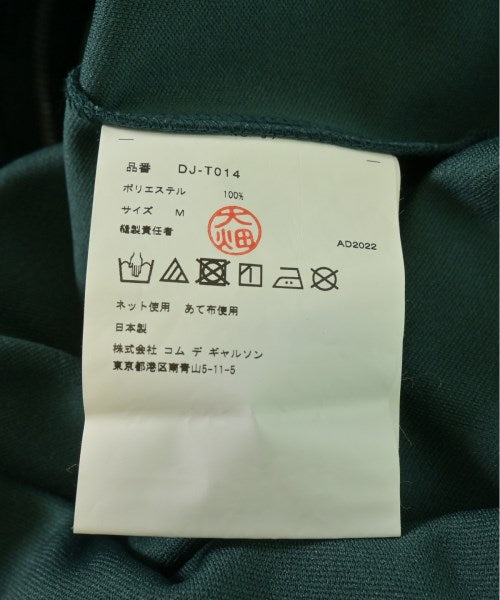 品番 DJ-T014
ポリエステル 100%
サイズ M
縫製責任者 大畑
AD2022
ネット使用 あて布使用
日本製
株式会社 コム デ ギャルソン
東京都港区南青山5-11-5